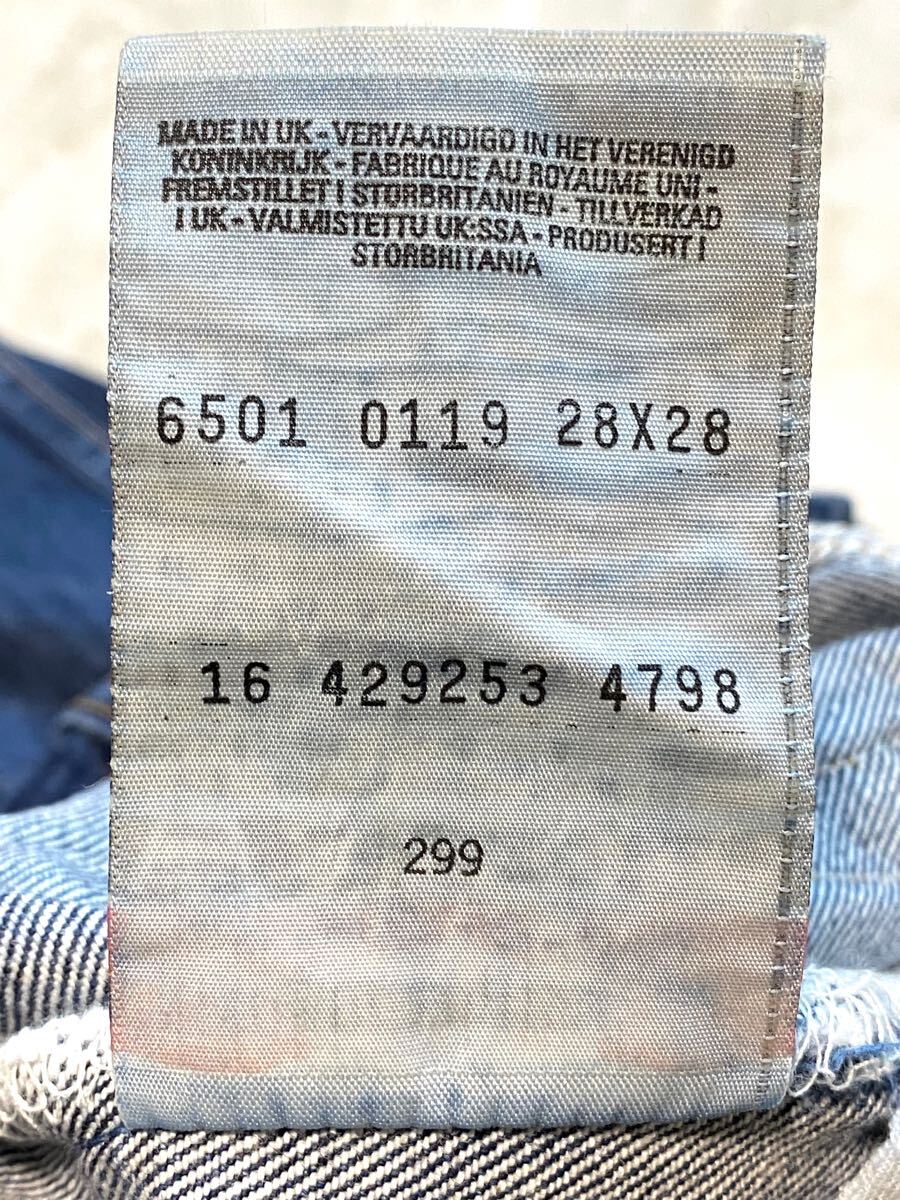 MADE IN UK - VERVAARDIGD IN HET VERENIGD
KONINKRIJK - FABRIQUE AU ROYAUME UNI -
FREMSTILLET I STORBRITANIEN - TILLVERKAD
I UK - VALMISTETTU UK:SSA - PRODUSERT I
STORBRITANIA
6501 0119 28X28
16 429253 4798
299